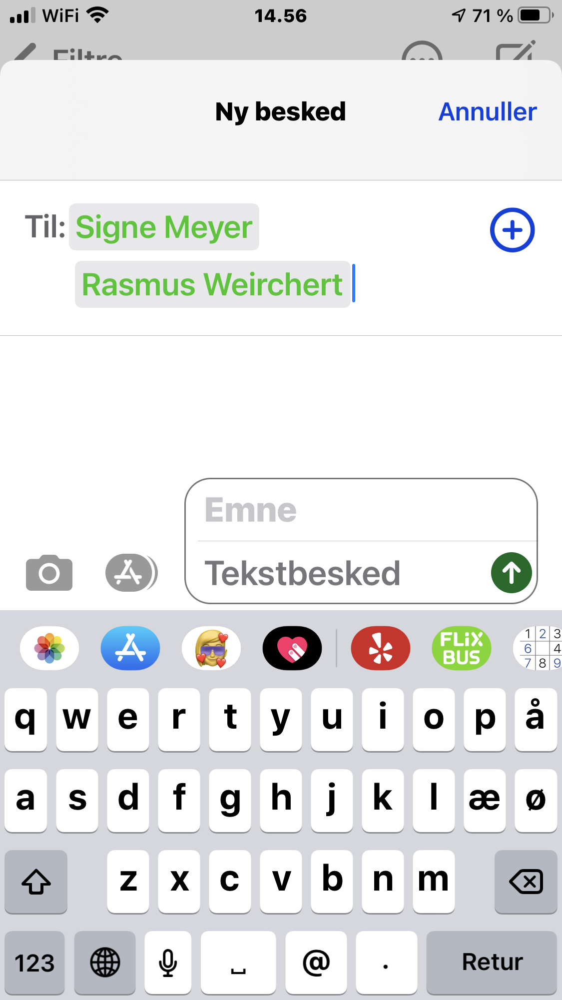 WiFi 14.56 71 %
Filtre
Ny besked Annuller
Til: Signe Meyer
Rasmus Weirchert
Emne
Tekstbesked
FLiX
BUS
1 2 3
6 4
7 8 9
q w e r t y u i o p å
a s d f g h j k l æ ø
z x c v b n m
123 @ . Retur